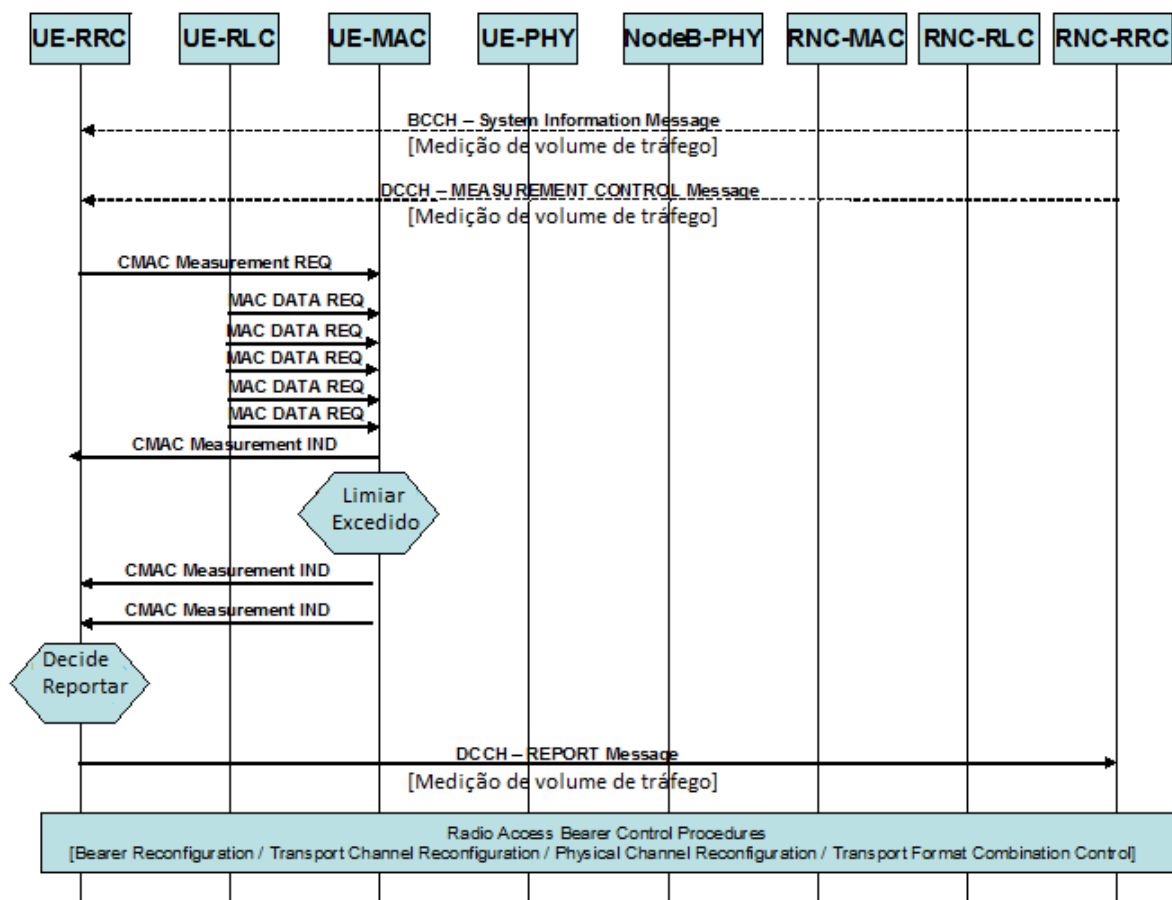 UE-RRC UE-RLC UE-MAC UE-PHY NodeB-PHY RNC-MAC RNC-RLC RNC-RRC
BCCH – System Information Message
[Medição de volume de tráfego]
DCCH – MEASUREMENT CONTROL Message
[Medição de volume de tráfego]
CMAC Measurement REQ
MAC DATA REQ
MAC DATA REQ
MAC DATA REQ
MAC DATA REQ
MAC DATA REQ
CMAC Measurement IND
Limiar
Excedido
CMAC Measurement IND
CMAC Measurement IND
Decide
Reportar
DCCH – REPORT Message
[Medição de volume de tráfego]
Radio Access Bearer Control Procedures
[Bearer Reconfiguration / Transport Channel Reconfiguration / Physical Channel Reconfiguration / Transport Format Combination Control]